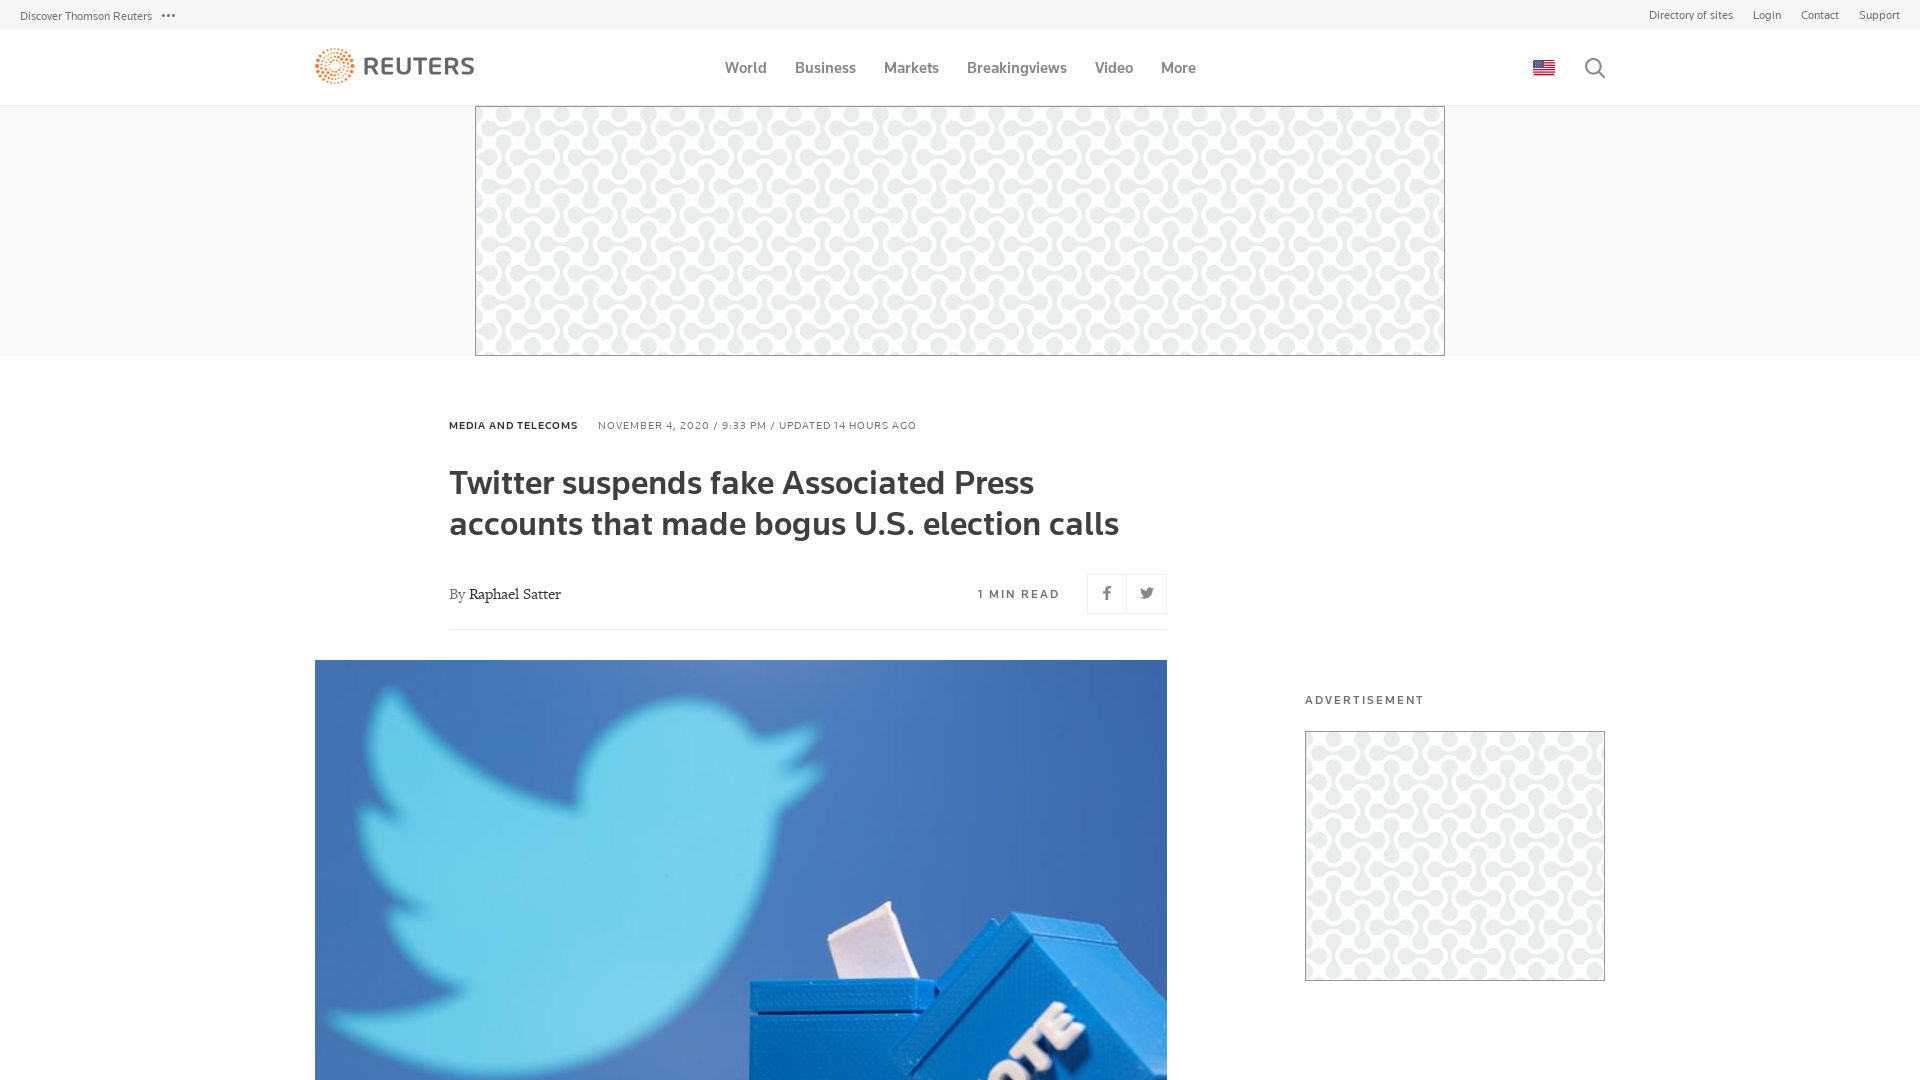 Discover Thomson Reuters
Directory of sites Login Contact Support
REUTERS
World Business Markets Breakingviews Video More
MEDIA AND TELECOMS NOVEMBER 4, 2020 / 9:33 PM / UPDATED 14 HOURS AGO
Twitter suspends fake Associated Press
accounts that made bogus U.S. election calls
By Raphael Satter 1 MIN READ
ADVERTISEMENT
OTE